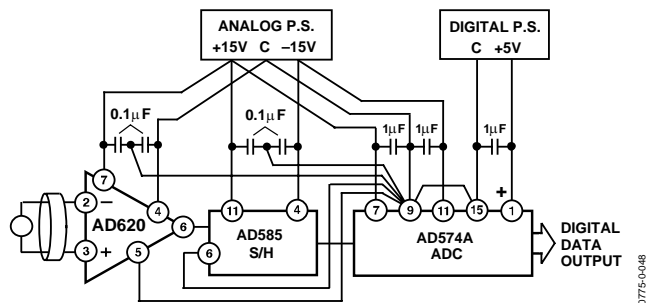 ANALOG P.S.
+15V C –15V
DIGITAL P.S.
C +5V
0.1µF
0.1µF
1µF
1µF
1µF
+
7
2 –
AD620
3 +
4
6
5
11
4
6
AD585
S/H
7
9
11
15
1
AD574A
ADC
DIGITAL
DATA
OUTPUT
0775-0-048